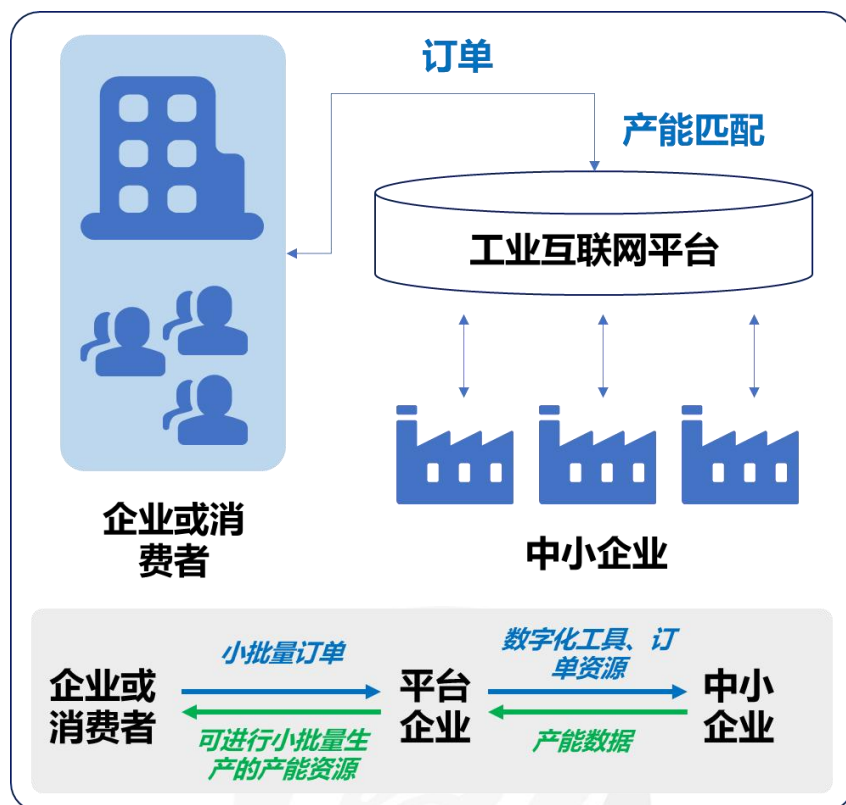 订单
产能匹配
工业互联网平台
企业或消
费者
中小企业
小批量订单
数字化工具、订
单资源
企业或
消费者
平台
企业
中小
企业
可进行小批量生
产的产能资源
产能数据